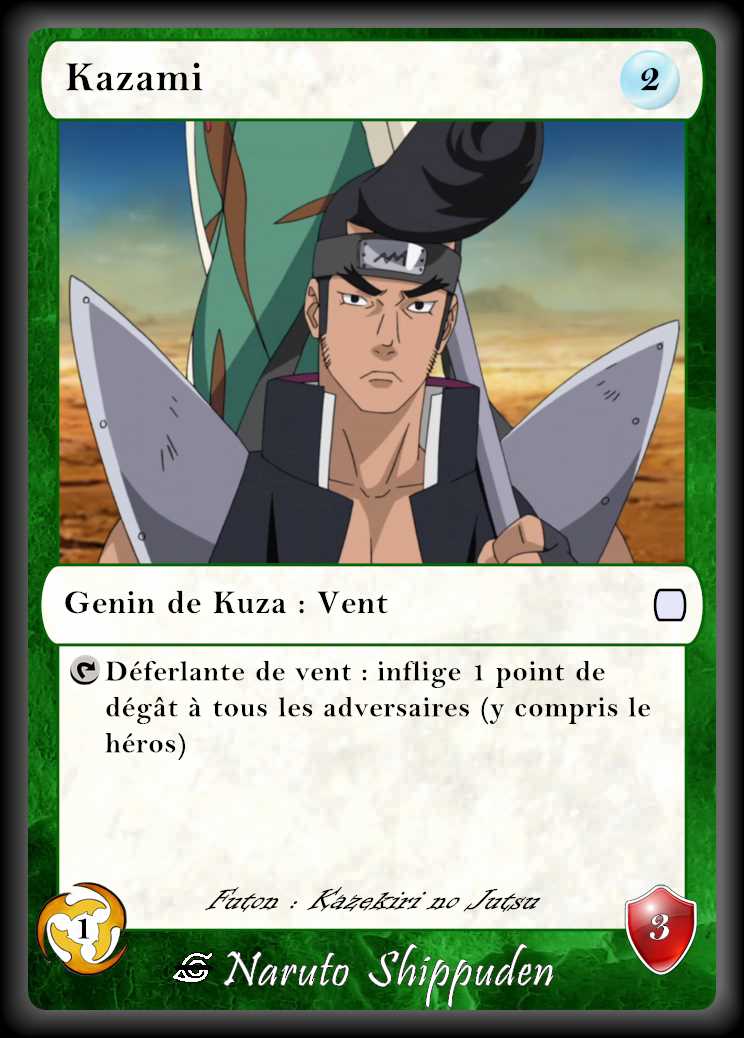 Kazami
2
Genin de Kuza : Vent
Déferlante de vent : inflige 1 point de
dégât à tous les adversaires (y compris le
héros)
Futon : Kazekiri no Jutsu
1
3
Naruto Shippuden